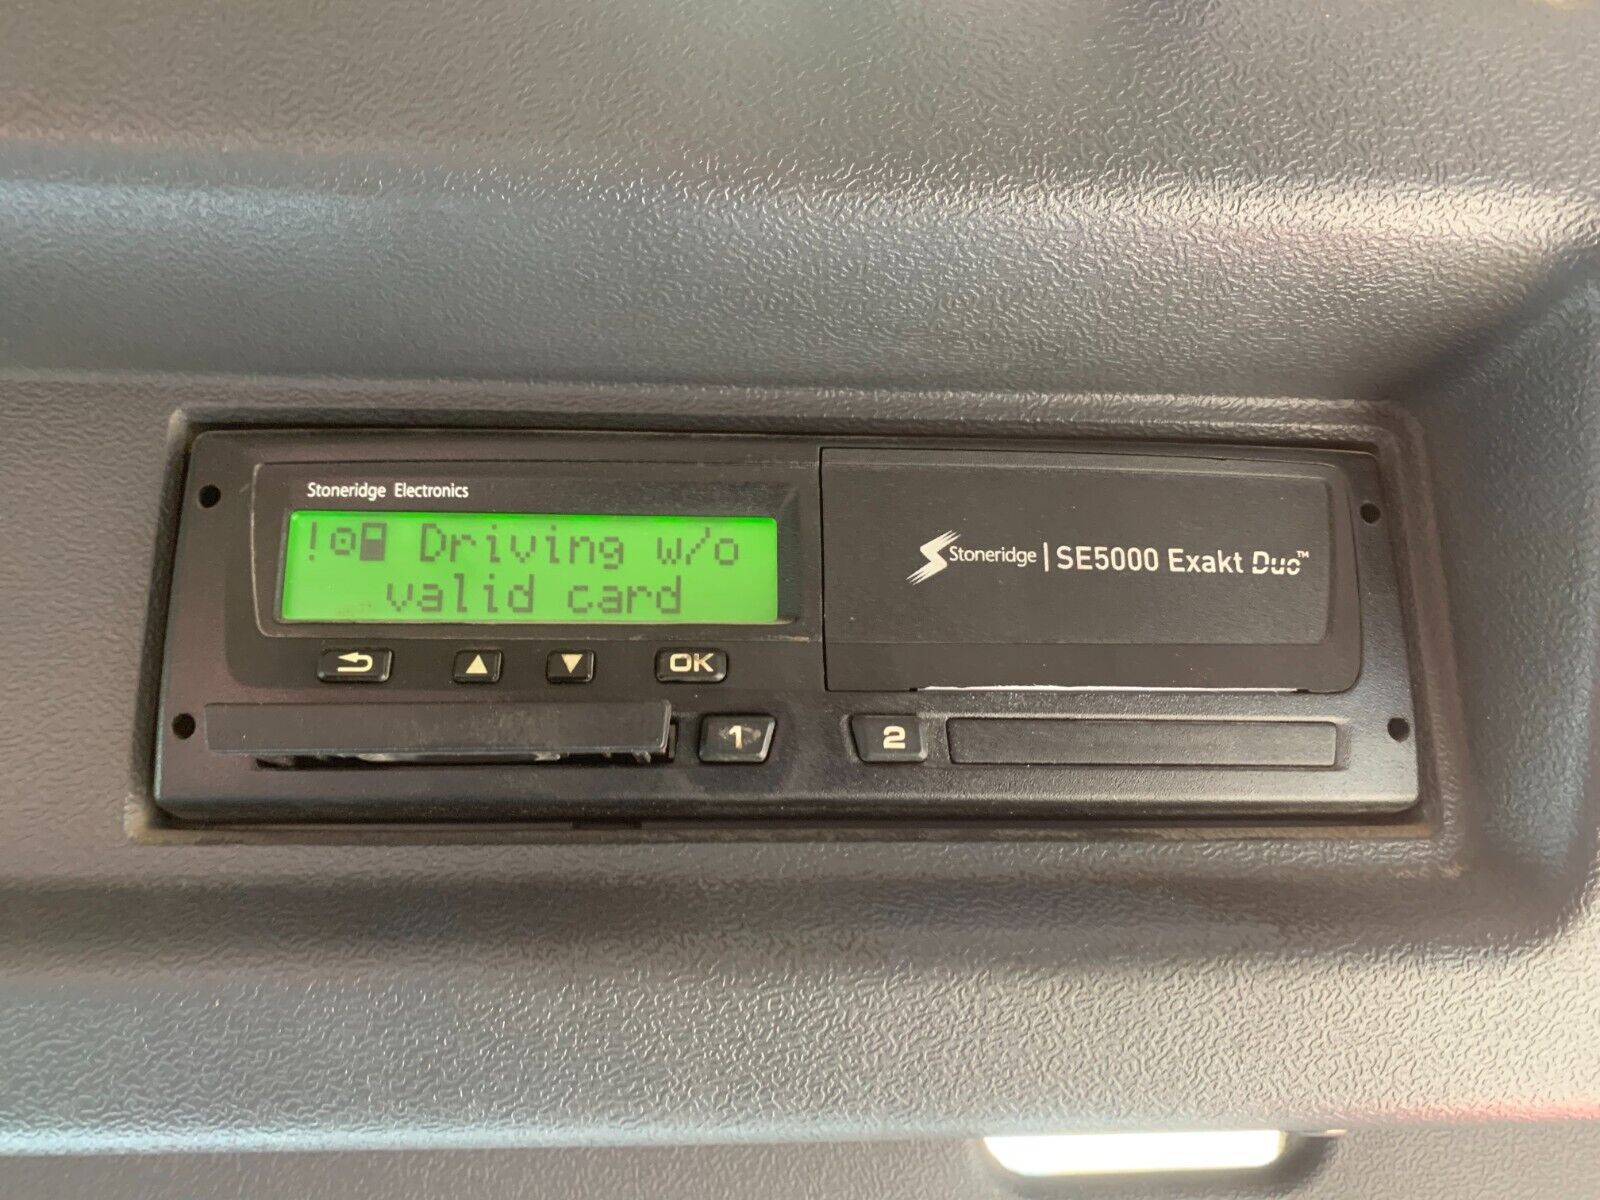 Stoneridge Electronics
! Driving w/o
valid card
Stoneridge | SE5000 Exakt Duo™
OK
1
2